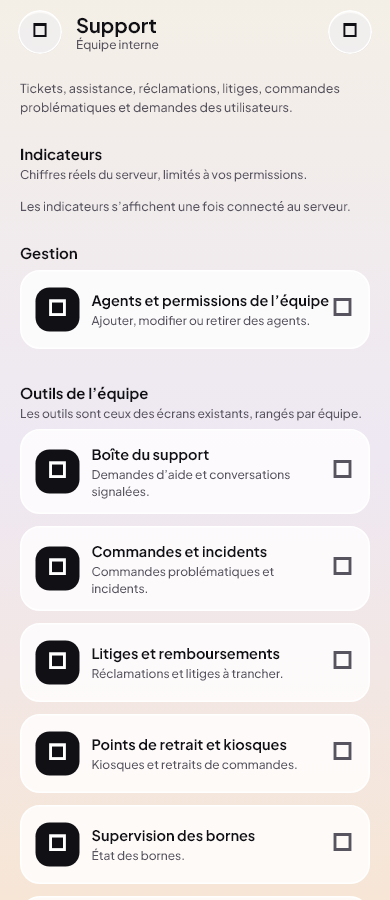 Support
Équipe interne
Tickets, assistance, réclamations, litiges, commandes
problématiques et demandes des utilisateurs.
Indicateurs
Chiffres réels du serveur, limités à vos permissions.
Les indicateurs s’affichent une fois connecté au serveur.
Gestion
Agents et permissions de l’équipe
Ajouter, modifier ou retirer des agents.
Outils de l’équipe
Les outils sont ceux des écrans existants, rangés par équipe.
Boîte du support
Demandes d’aide et conversations
signalées.
Commandes et incidents
Commandes problématiques et
incidents.
Litiges et remboursements
Réclamations et litiges à trancher.
Points de retrait et kiosques
Kiosques et retraits de commandes.
Supervision des bornes
État des bornes.